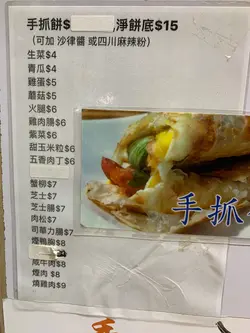 手抓餅$ 淨餅底$15
（可加 沙律醬 或四川麻辣粉）
生菜$4
青瓜$4
雞蛋$5
蘑菇$5
火腿$6
雞肉腸$6
紫菜$6
甜玉米粒$6
五香肉丁$6
蟹柳$7
芝士$7
芝士腸$7
肉松$7
司華力腸$7
煙鴨胸$8
咸牛肉$8
煙肉 $8
燒雞$9
手抓